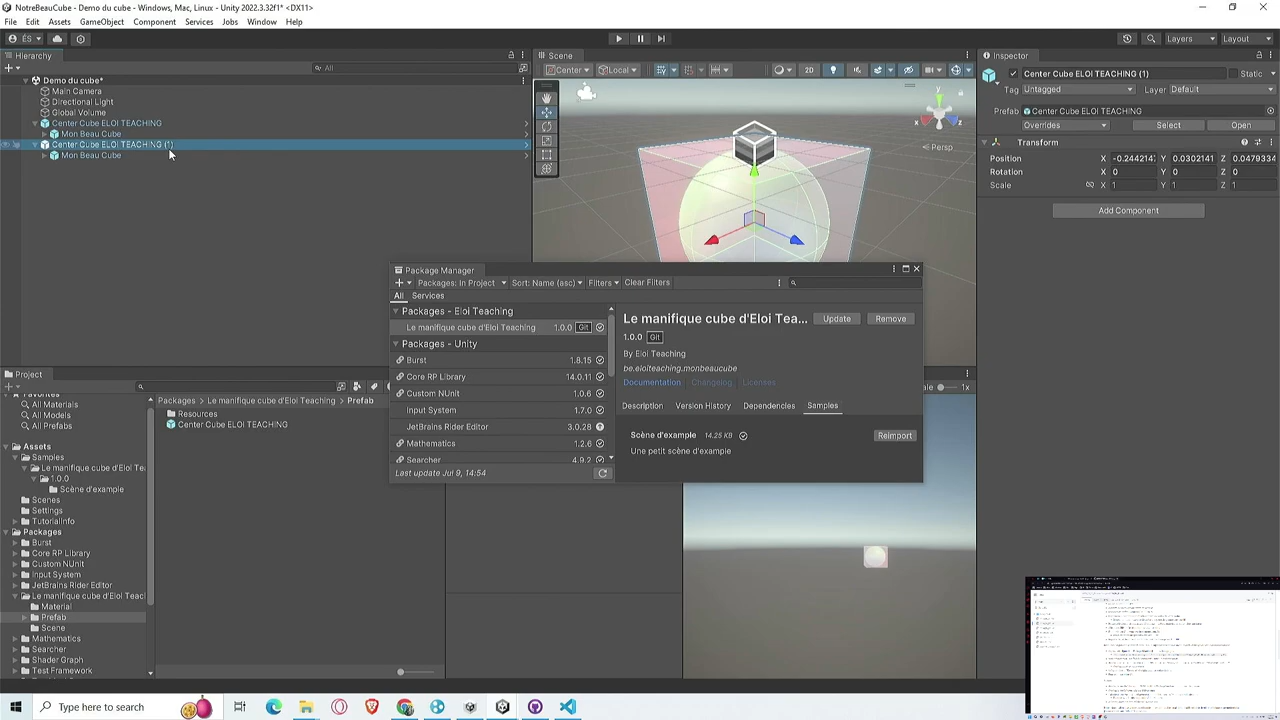 NotreBeauCube - Demo du cube - Windows, Mac, Linux - Unity 2022.3.32f1* <DX11>
File Edit Assets GameObject Component Services Jobs Window Help
ÉS Layers Layout
Hierarchy
All
Demo du cube*
Main Camera
Directional Light
Global Volume
Center Cube ELOI TEACHING
Mon Beau Cube
Center Cube ELOI TEACHING (1)
Mon Beau Cube
Scene
Center Local 2D
y
x
z
Persp
Inspector
Center Cube ELOI TEACHING (1) Static
Tag Untagged Layer Default
Prefab Center Cube ELOI TEACHING
Overrides Select Open
Transform
Position X -0.244214 Y 0.0302141 Z 0.0479334
Rotation X 0 Y 0 Z 0
Scale X 1 Y 1 Z 1
Add Component
Package Manager
Packages: In Project Sort: Name (asc) Filters Clear Filters
All Services
Packages - Eloi Teaching
Le manifique cube d'Eloi Teaching 1.0.0 Git
Packages - Unity
Burst 1.8.15
Core RP Library 14.0.11
Custom NUnit 1.0.6
Input System 1.7.0
JetBrains Rider Editor 3.0.28
Mathematics 1.2.6
Searcher 4.9.2
Last update Jul 9, 14:54
Le manifique cube d'Eloi Tea... Update Remove
1.0.0 Git
By Eloi Teaching
be.eloiteaching.monbeaucube
Documentation Changelog Licenses
Description Version History Dependencies Samples
Scène d'example 14.25 KB Reimport
Une petit scène d'example
Project
Favorites
All Materials
All Models
All Prefabs
Assets
Samples
Le manifique cube d'Eloi Te...
1.0.0
Scène d'example
Scenes
Settings
TutorialInfo
Packages
Burst
Core RP Library
Custom NUnit
Input System
JetBrains Rider Editor
Le manifique cube d'Eloi Teac
Material
Prefab
Scene
Mathematics
Searcher
Shader Graph
Test Framework
Packages > Le manifique cube d'Eloi Teaching > Prefab
Resources
Center Cube ELOI TEACHING
1x
Type here to search